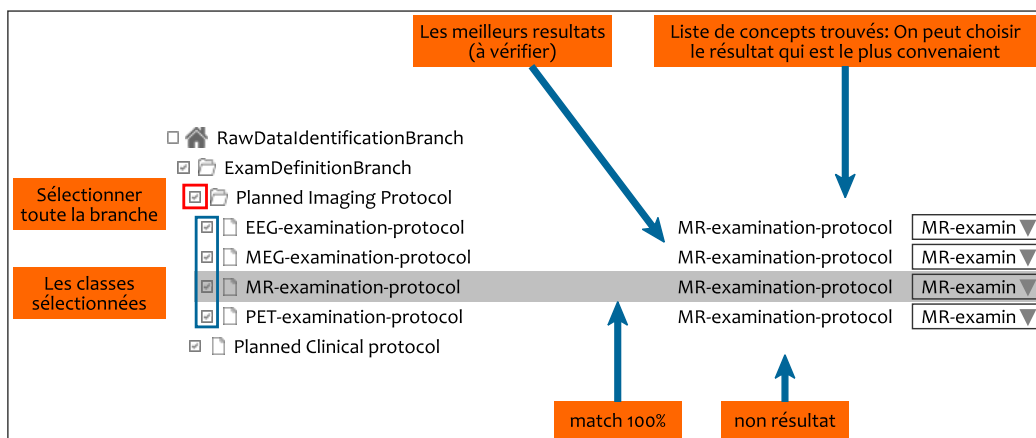 Les meilleurs resultats
(à vérifier)
Liste de concepts trouvés: On peut choisir
le résultat qui est le plus convenaient
RawDataIdentificationBranch
ExamDefinitionBranch
Sélectionner
toute la branche
Planned Imaging Protocol
EEG-examination-protocol MR-examination-protocol MR-examin
MEG-examination-protocol MR-examination-protocol MR-examin
Les classes
sélectionnées
MR-examination-protocol MR-examination-protocol MR-examin
PET-examination-protocol MR-examination-protocol MR-examin
Planned Clinical protocol
match 100% non résultat